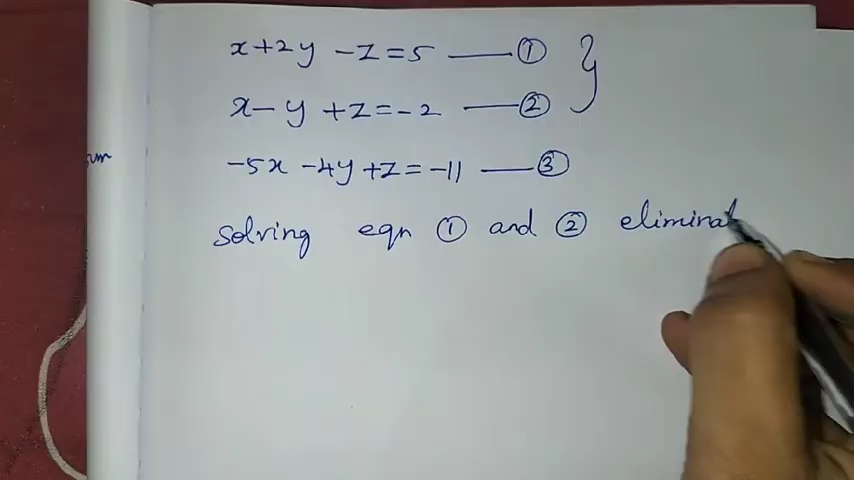 x+2y -z=5 —— ①
x-y+z=-2 —— ②
-5x -4y+z=-11 —— ③
solving eqn ① and ② eliminat